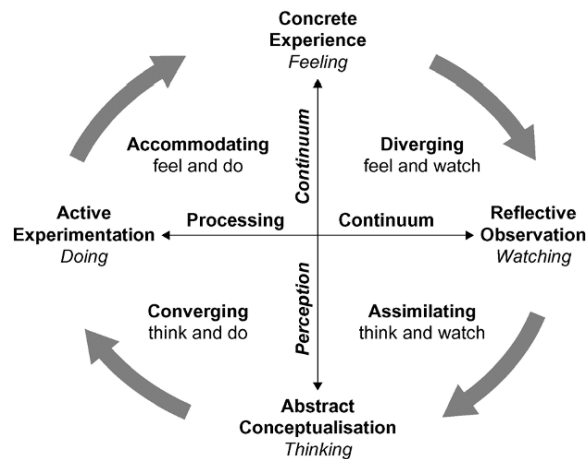 Concrete
Experience
Feeling
Accommodating
feel and do
Continuum
Diverging
feel and watch
Active
Experimentation
Doing
Processing
Continuum
Reflective
Observation
Watching
Converging
think and do
Perception
Assimilating
think and watch
Abstract
Conceptualisation
Thinking